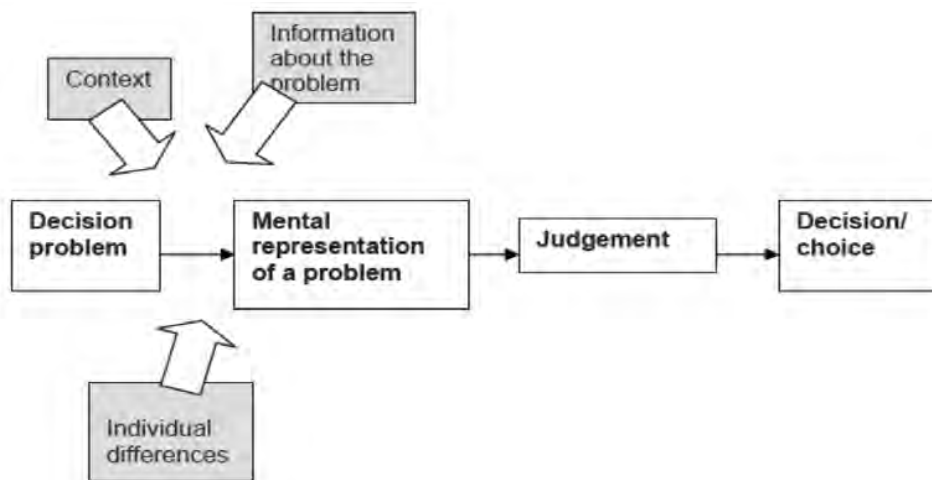 Context
Information
about the
problem
Decision
problem
Mental
representation
of a problem
Judgement
Decision/
choice
Individual
differences